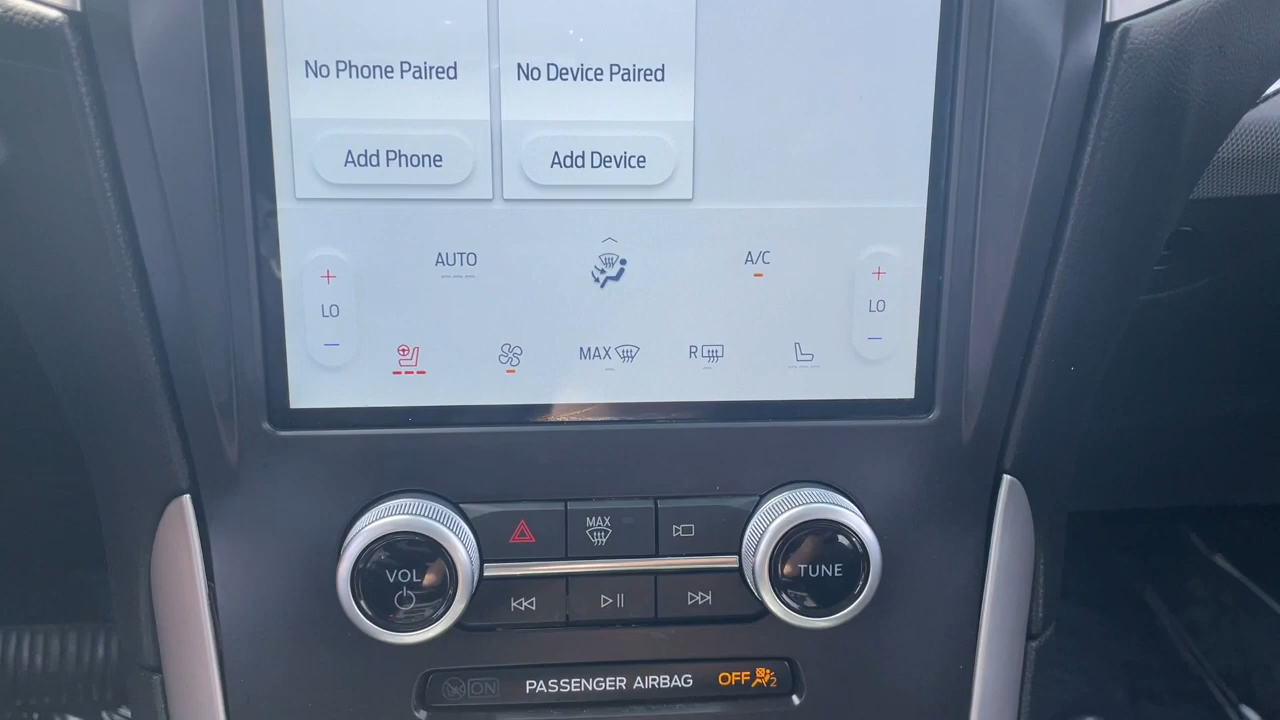 No Phone Paired
No Device Paired
Add Phone
Add Device
AUTO
A/C
LO
LO
MAX
R
MAX
VOL
TUNE
ON
PASSENGER AIRBAG
OFF
2